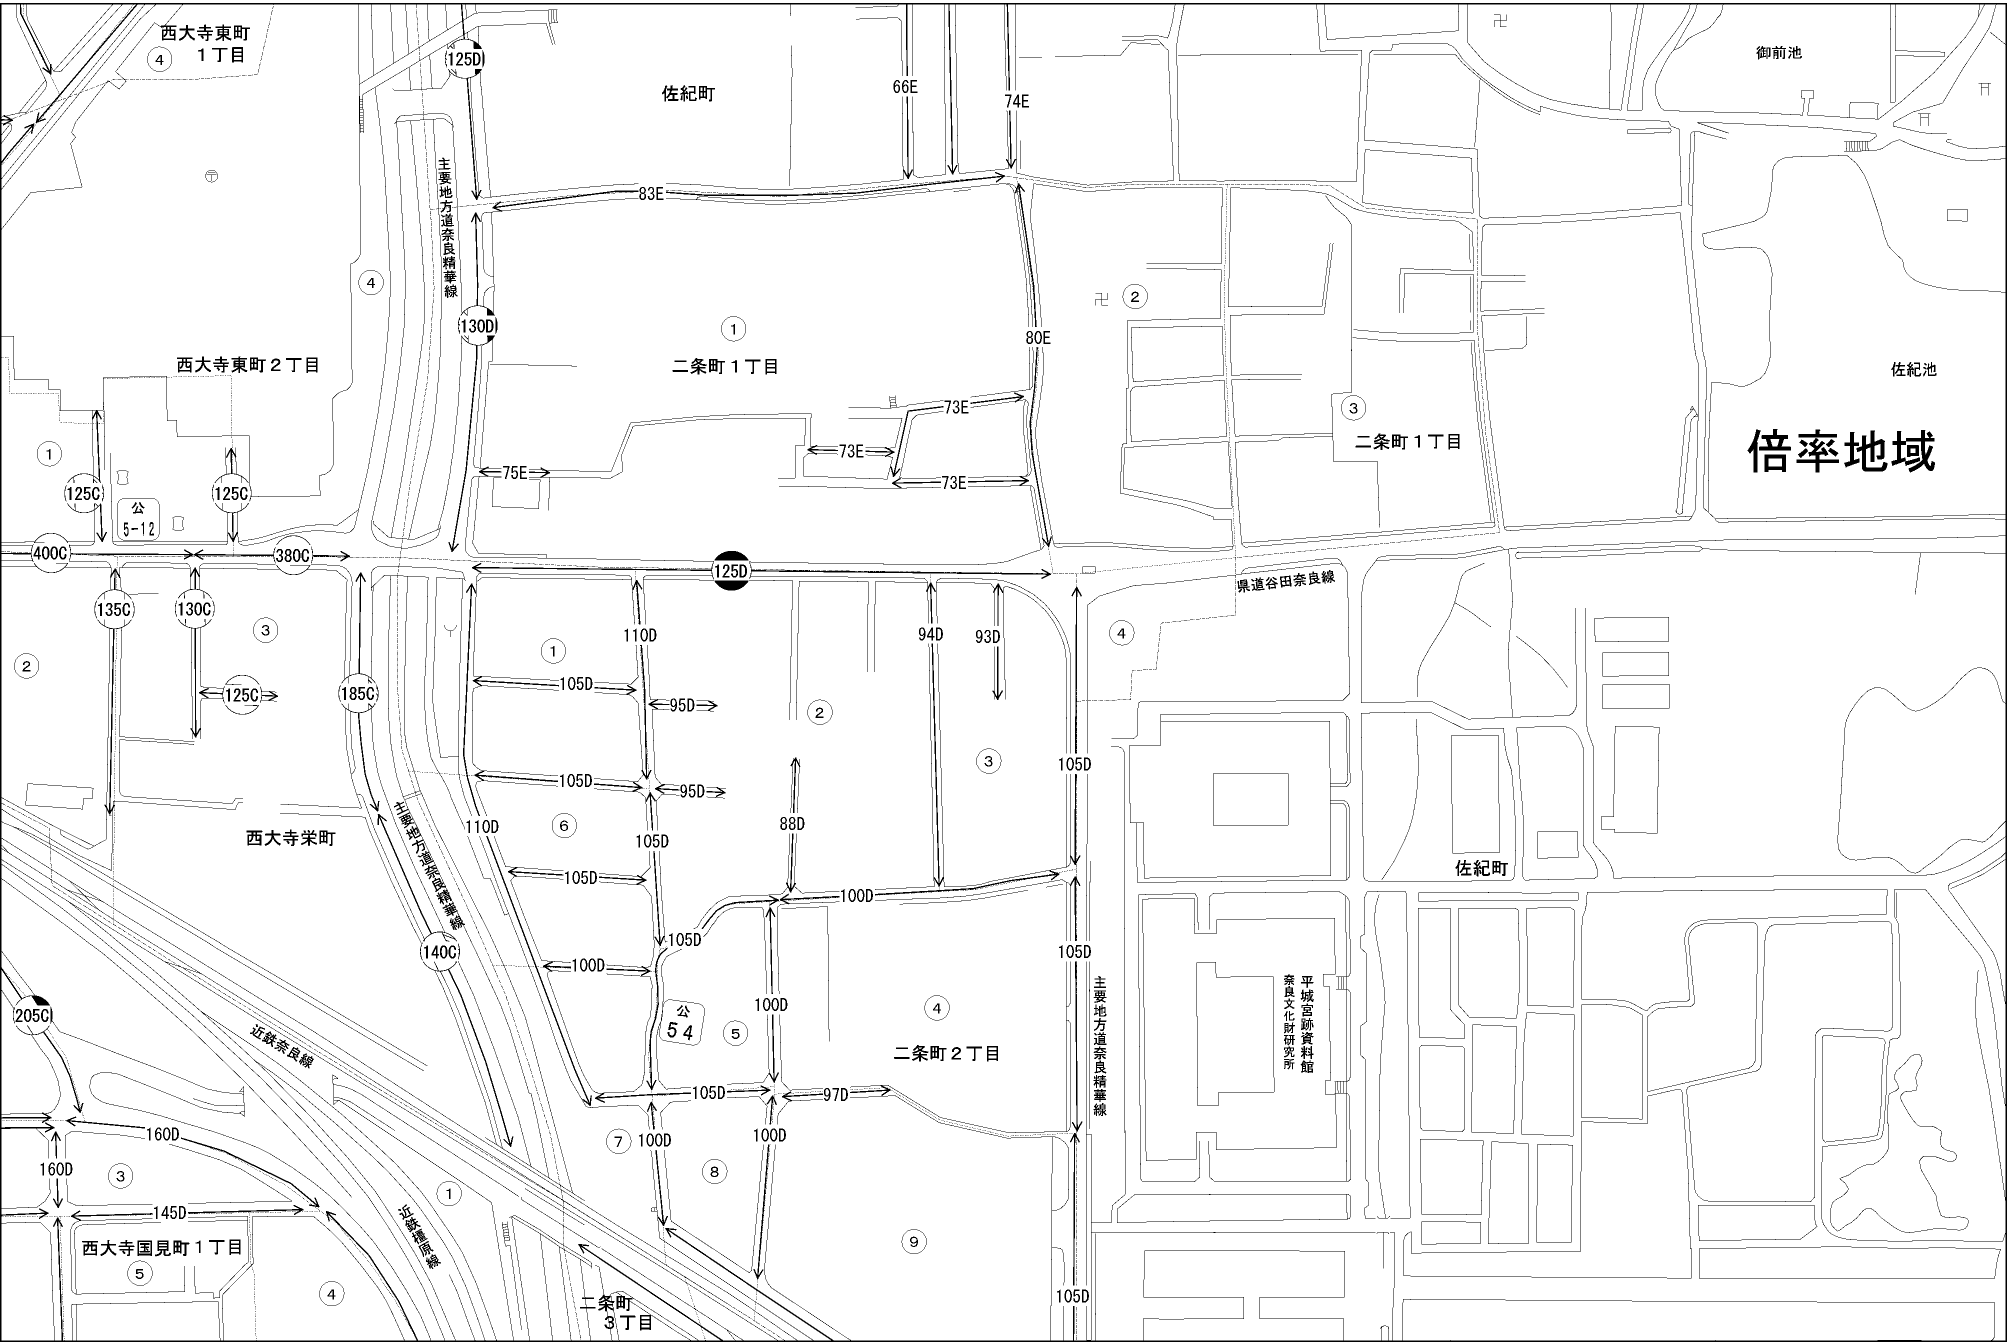 西大寺東町
１丁目
④
125D
佐紀町
66E
74E
卍
御前池
主要地方道奈良精華線
83E
④
130D
①
二条町１丁目
80E
卍
②
西大寺東町２丁目
佐紀池
73E
③
二条町１丁目
倍率地域
①
73E
75E
73E
125C
125C
公
5-12
400C
380C
125D
県道谷田奈良線
135C
130C
③
110D
94D
93D
④
①
②
125C
185C
105D
95D
②
③
105D
105D
95D
主要地方道奈良精華線
110D
⑥
105D
88D
西大寺栄町
佐紀町
105D
100D
140C
105D
105D
100D
主要地方道奈良精華線
平城宮跡資料館
奈良文化財研究所
205C
近鉄奈良線
公
54
⑤
100D
④
二条町２丁目
105D
97D
160D
⑦
100D
100D
160D
③
⑧
①
145D
近鉄橿原線
西大寺国見町１丁目
⑤
⑨
④
二条町
３丁目
105D